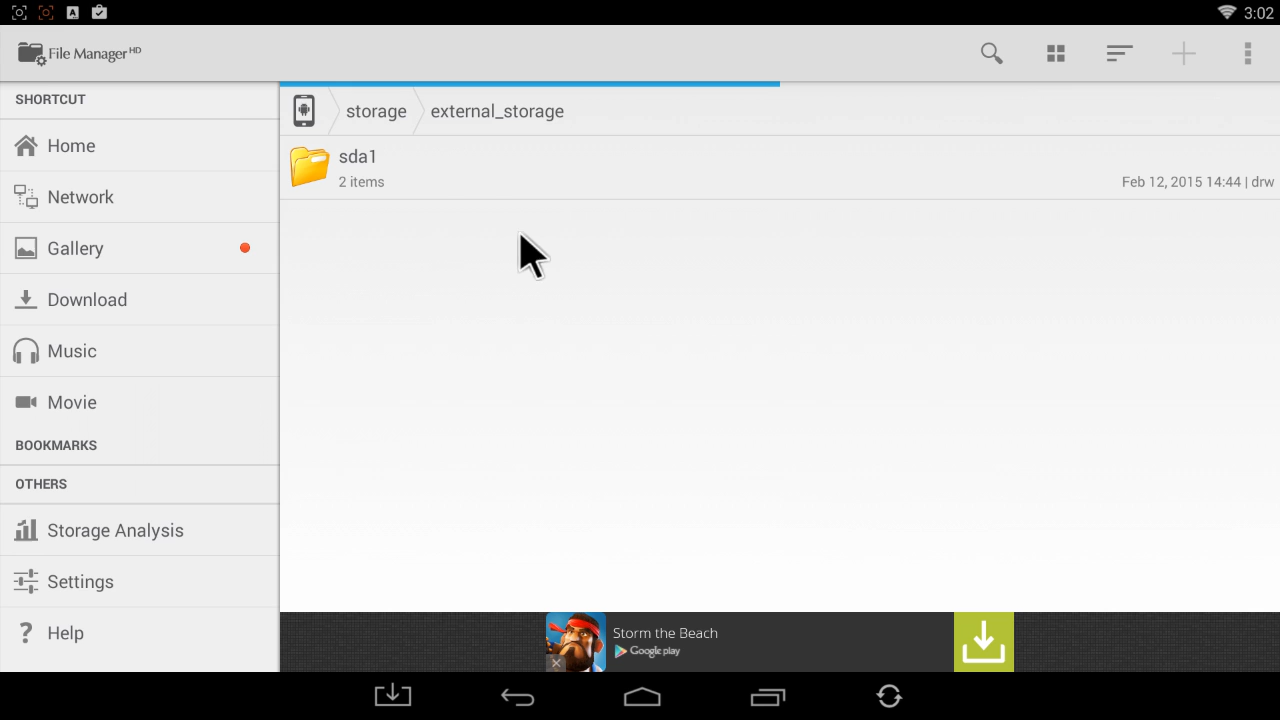 3:02
File Manager HD
SHORTCUT
Home
Network
Gallery
Download
Music
Movie
BOOKMARKS
OTHERS
Storage Analysis
Settings
Help
storage
external_storage
sda1
2 items
Feb 12, 2015 14:44 | drw
Storm the Beach
Google play